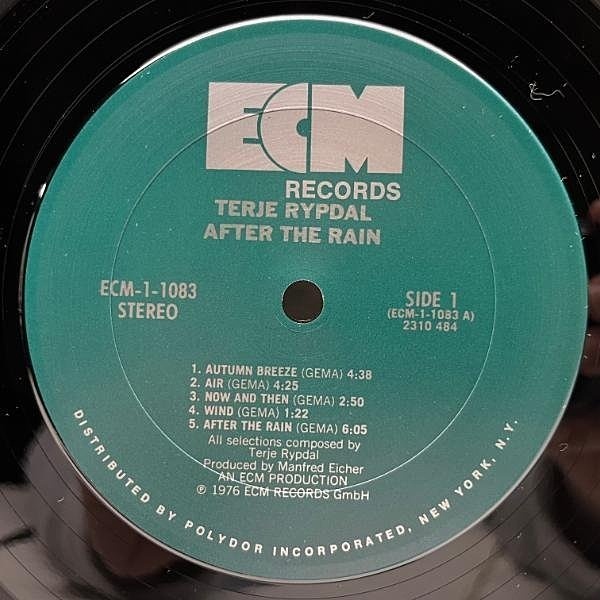 ECM
RECORDS
TERJE RYPDAL
AFTER THE RAIN
ECM-1-1083
STEREO
SIDE 1
(ECM-1-1083 A)
2310 484
1. AUTUMN BREEZE (GEMA) 4:38
2. AIR (GEMA) 4:25
3. NOW AND THEN (GEMA) 2:50
4. WIND (GEMA) 1:22
5. AFTER THE RAIN (GEMA) 6:05
All selections composed by
Terje Rypdal
Produced by Manfred Eicher
AN ECM PRODUCTION
℗ 1976 ECM RECORDS GmbH
DISTRIBUTED BY POLYDOR INCORPORATED, NEW YORK, N.Y.